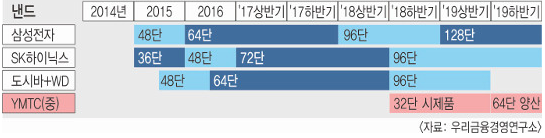 낸드 2014년 2015 2016 '17상반기 '17하반기 '18상반기 '18하반기 '19상반기 '19하반기
삼성전자 48단 64단 96단 128단
SK하이닉스 36단 48단 72단 96단
도시바+WD 48단 64단 96단
YMTC(중) 32단 시제품 64단 양산
〈자료: 우리금융경영연구소〉